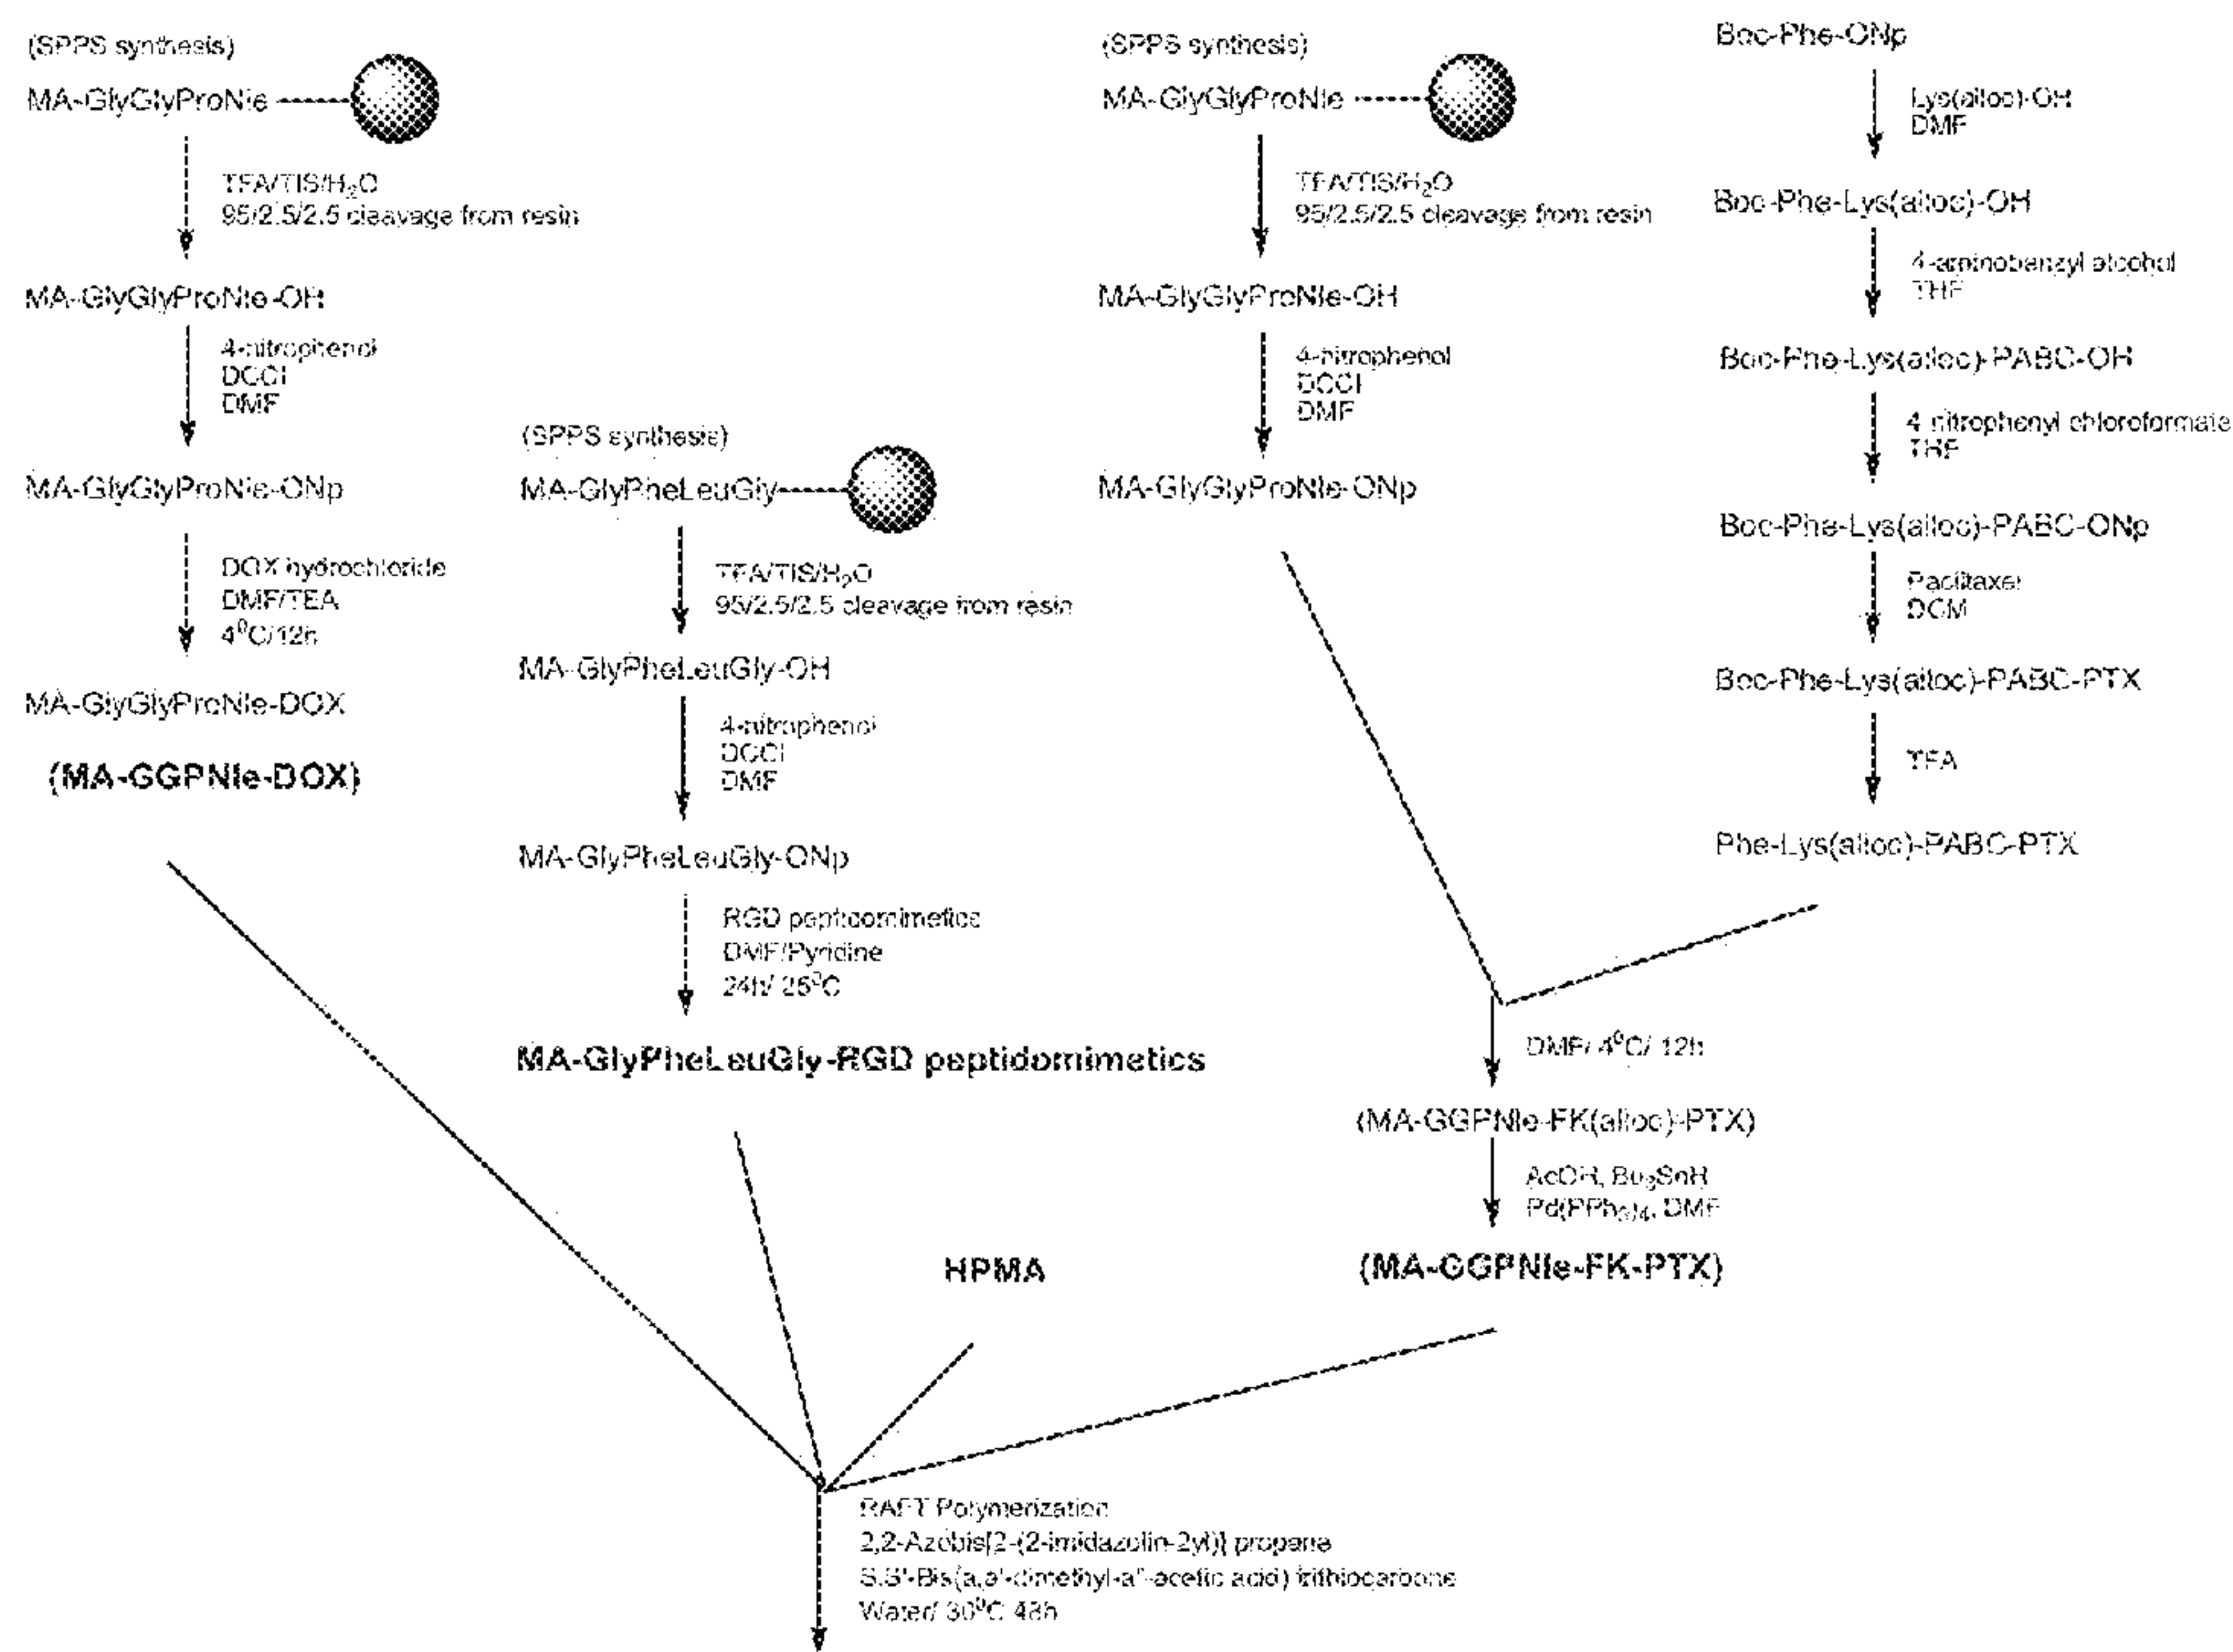 (SPPS synthesis)
MA-GlyGlyProNle
TFA/TIS/H₂O
95/2.5/2.5 cleavage from resin
MA-GlyGlyProNle-OH
4-nitrophenol
DCCI
DMF
MA-GlyGlyProNle-ONp
DOX hydrochloride
DMF/TEA
4⁰C/12h
MA-GlyGlyProNle-DOX
(MA-GGPNle-DOX)
(SPPS synthesis)
MA-GlyPheLeuGly
TFA/TIS/H₂O
95/2.5/2.5 cleavage from resin
MA-GlyPheLeuGly-OH
4-nitrophenol
DCCI
DMF
MA-GlyPheLeuGly-ONp
RGD peptidomimetics
DMF/Pyridine
24h/ 25⁰C
MA-GlyPheLeuGly-RGD peptidomimetics
HPMA
(SPPS synthesis)
MA-GlyGlyProNle
TFA/TIS/H₂O
95/2.5/2.5 cleavage from resin
MA-GlyGlyProNle-OH
4-nitrophenol
DCCI
DMF
MA-GlyGlyProNle-ONp
Boc-Phe-ONp
Lys(alloc)-OH
DMF
Boc-Phe-Lys(alloc)-OH
4-aminobenzyl alcohol
THF
Boc-Phe-Lys(alloc)-PABC-OH
4-nitrophenyl chloroformate
THF
Boc-Phe-Lys(alloc)-PABC-ONp
Paclitaxel
DCM
Boc-Phe-Lys(alloc)-PABC-PTX
TFA
Phe-Lys(alloc)-PABC-PTX
DMF/ 4⁰C/ 12h
(MA-GGPNle-FK(alloc)-PTX)
AcOH, Bu₃SnH
Pd(PPh₃)₄, DMF
(MA-GGPNle-FK-PTX)
RAFT Polymerization
2,2-Azobis[2-(2-imidazolin-2yl)] propane
S,S'-Bis(a,a'-dimethyl-a"-acetic acid) trithiocarbone
Water/ 30⁰C 48h